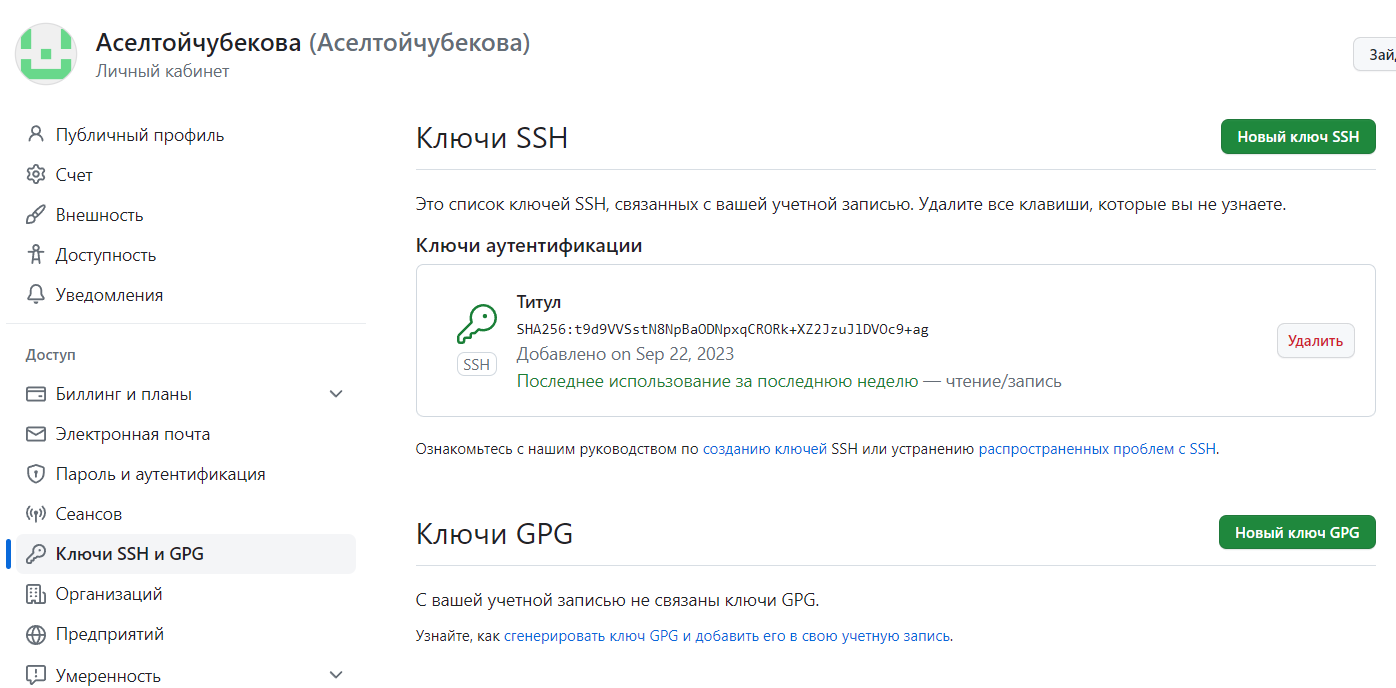 Аселтойчубекова (Аселтойчубекова)
Личный кабинет
Зай
Публичный профиль
Счет
Внешность
Доступность
Уведомления
Доступ
Биллинг и планы
Электронная почта
Пароль и аутентификация
Сеансов
Ключи SSH и GPG
Организаций
Предприятий
Умеренность
Ключи SSH
Новый ключ SSH
Это список ключей SSH, связанных с вашей учетной записью. Удалите все клавиши, которые вы не узнаете.
Ключи аутентификации
Титул
SHA256:t9d9VVSstN8NpBaODNpxqCRORk+XZ2JzuJ1DVOc9+ag
Добавлено on Sep 22, 2023
Последнее использование за последнюю неделю — чтение/запись
SSH
Удалить
Ознакомьтесь с нашим руководством по созданию ключей SSH или устранению распространенных проблем с SSH.
Ключи GPG
Новый ключ GPG
С вашей учетной записью не связаны ключи GPG.
Узнайте, как сгенерировать ключ GPG и добавить его в свою учетную запись.